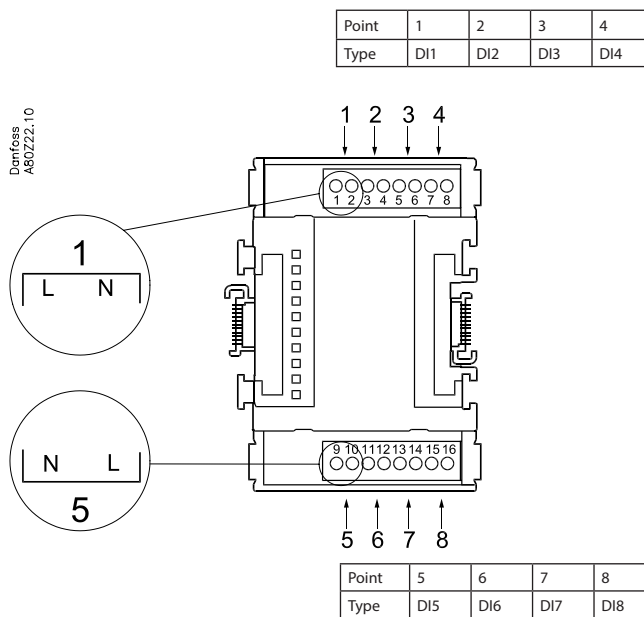 Point 1 2 3 4
Type DI1 DI2 DI3 DI4
Danfoss
A80Z22.10
1 2 3 4
1 2 3 4 5 6 7 8
1
L N
N L
5
9 10 11 12 13 14 15 16
5 6 7 8
Point 5 6 7 8
Type DI5 DI6 DI7 DI8